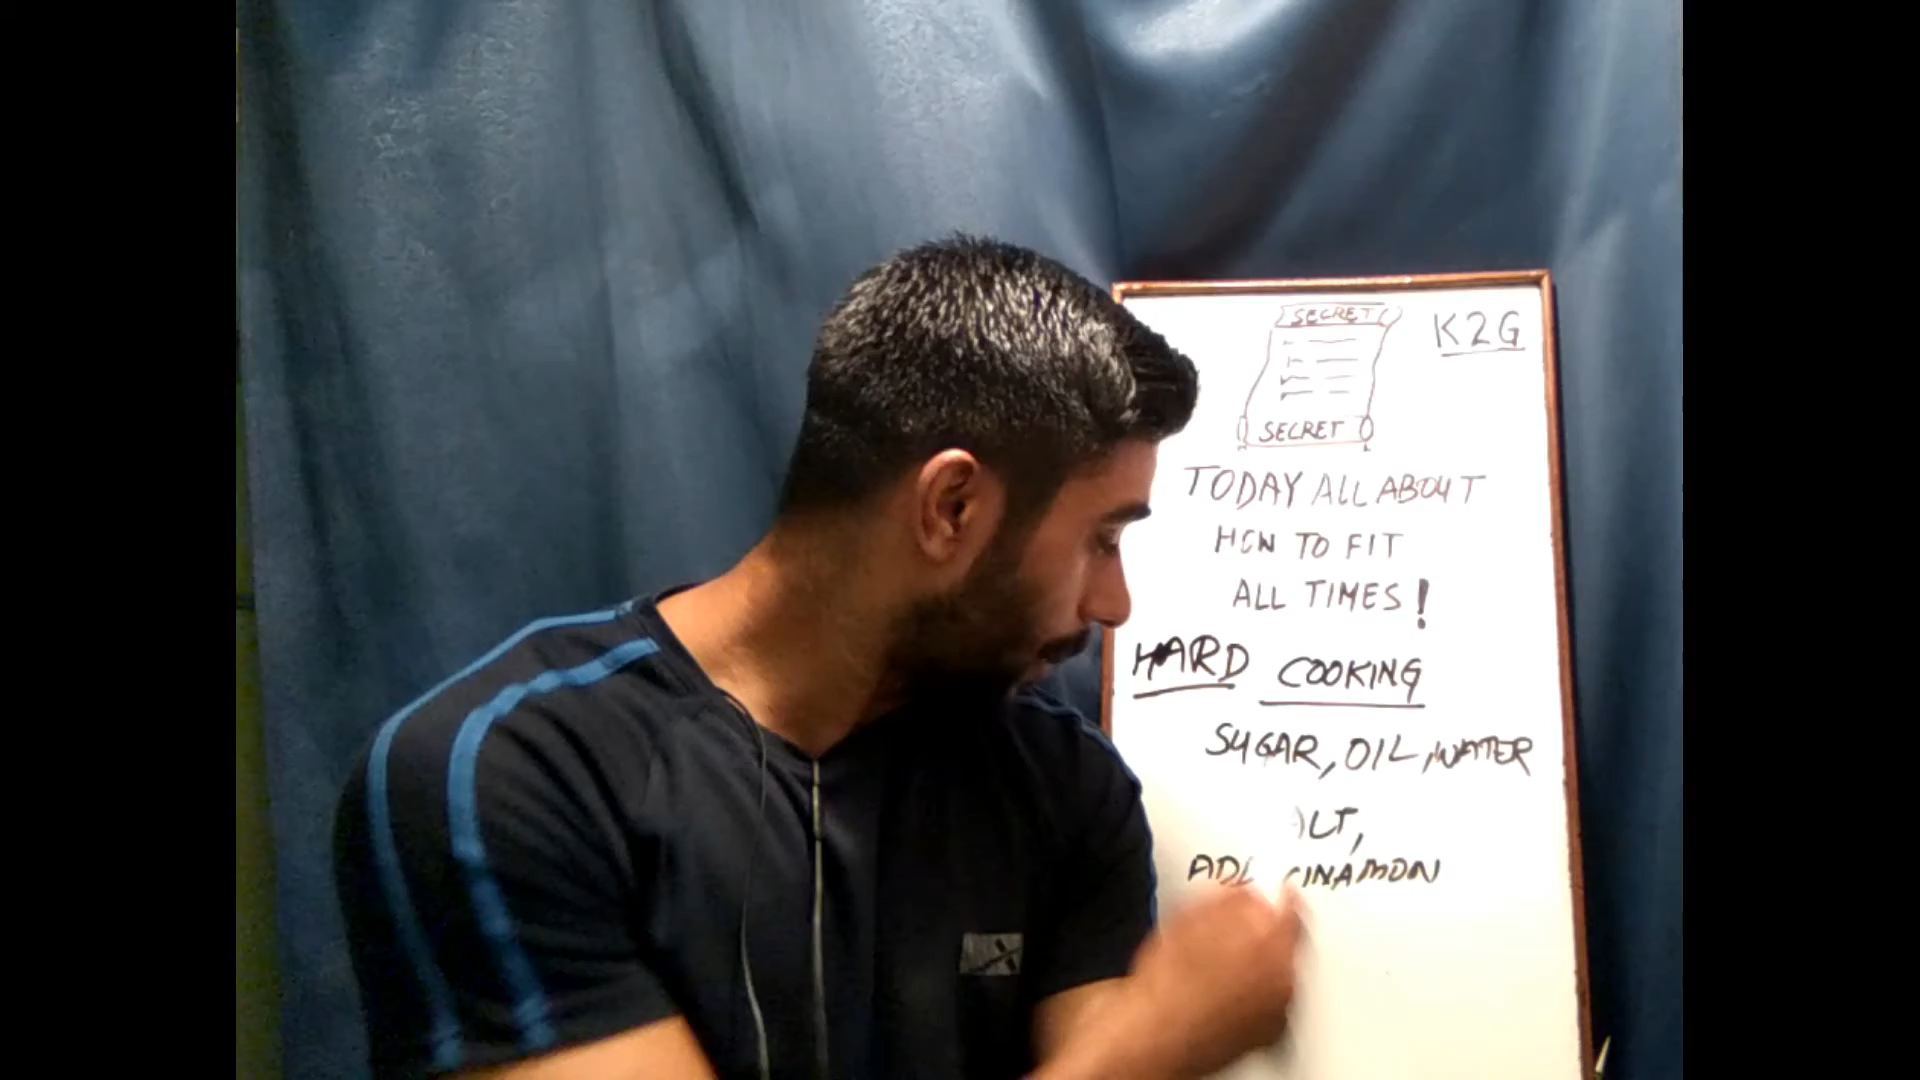 SECRET
K2G
SECRET
TODAY ALL ABOUT
HOW TO FIT
ALL TIMES!
HARD COOKING
SUGAR, OIL, WATER
LT,
CINAMON